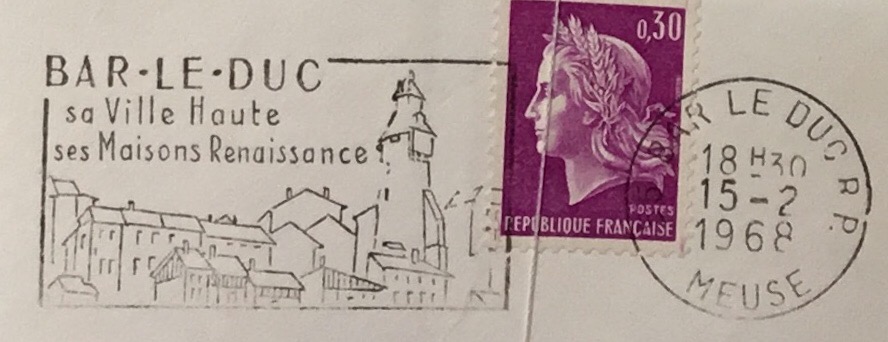 BAR·LE·DUC
sa Ville Haute
ses Maisons Renaissance
0,30
POSTES
REPUBLIQUE FRANÇAISE
BAR LE DUC R.P.
18 H30
15-2
1968
MEUSE